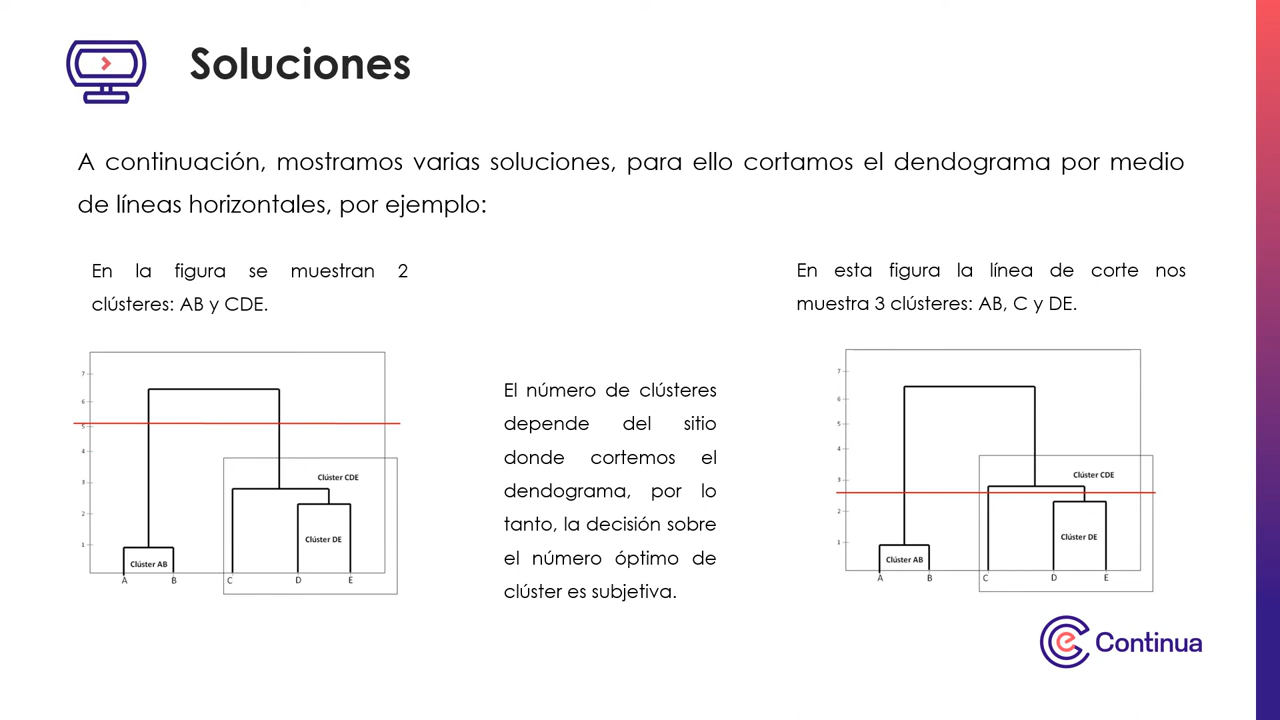 Soluciones
A continuación, mostramos varias soluciones, para ello cortamos el dendograma por medio
de líneas horizontales, por ejemplo:
En la figura se muestran 2
clústeres: AB y CDE.
7
6
5
4
3
2
1
Clúster CDE
Clúster DE
Clúster AB
A B C D E
El número de clústeres
depende del sitio
donde cortemos el
dendograma, por lo
tanto, la decisión sobre
el número óptimo de
clúster es subjetiva.
En esta figura la línea de corte nos
muestra 3 clústeres: AB, C y DE.
7
6
5
4
3
2
1
Clúster CDE
Clúster DE
Clúster AB
A B C D E
e Continua